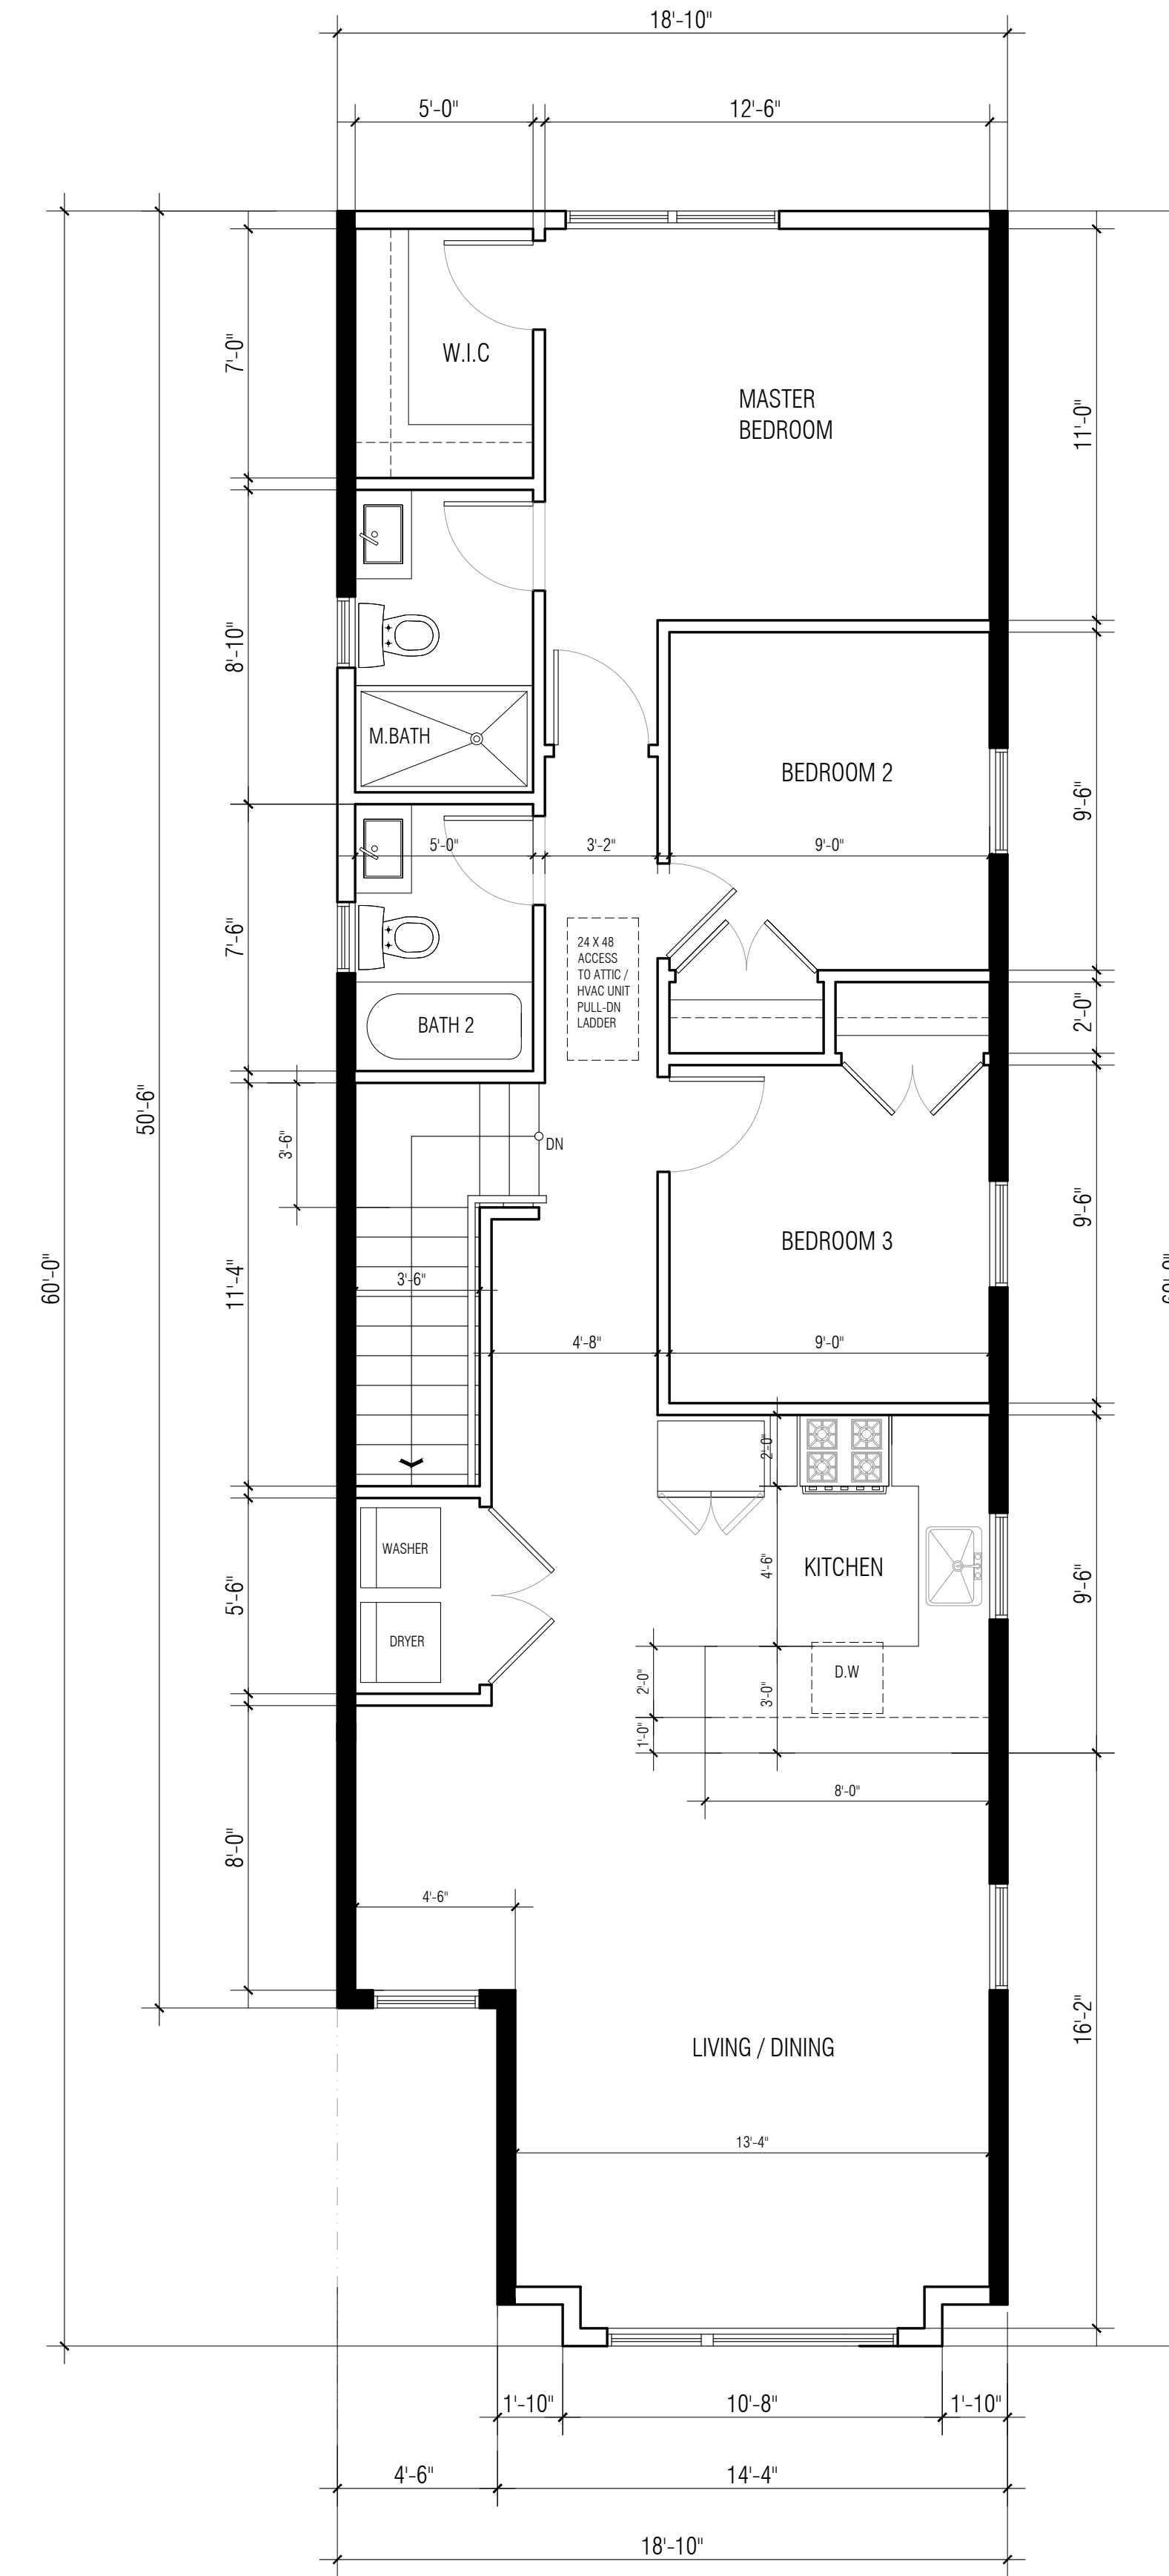 18'-10"
5'-0"
12'-6"
7'-0"
W.I.C
MASTER
BEDROOM
11'-0"
8'-10"
M.BATH
BEDROOM 2
9'-6"
5'-0"
3'-2"
9'-0"
7'-6"
24 X 48
ACCESS
TO ATTIC /
HVAC UNIT
PULL-DN
LADDER
BATH 2
2'-0"
50'-6"
3'-6"
DN
9'-6"
BEDROOM 3
60'-0"
11'-4"
3'-6"
4'-8"
9'-0"
2'-0"
WASHER
KITCHEN
4'-6"
9'-6"
5'-6"
DRYER
D.W
2'-0"
3'-0"
1'-0"
8'-0"
8'-0"
4'-6"
16'-2"
LIVING / DINING
13'-4"
1'-10"
10'-8"
1'-10"
4'-6"
14'-4"
18'-10"